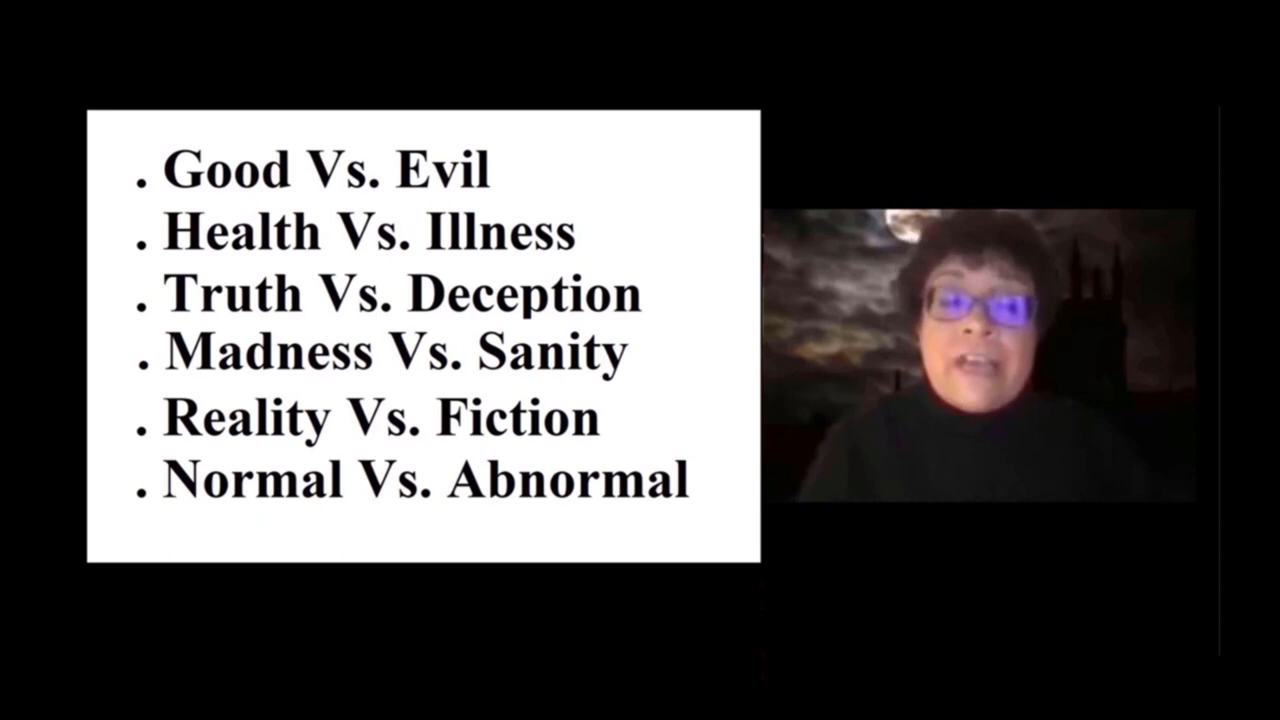 . Good Vs. Evil
. Health Vs. Illness
. Truth Vs. Deception
. Madness Vs. Sanity
. Reality Vs. Fiction
. Normal Vs. Abnormal